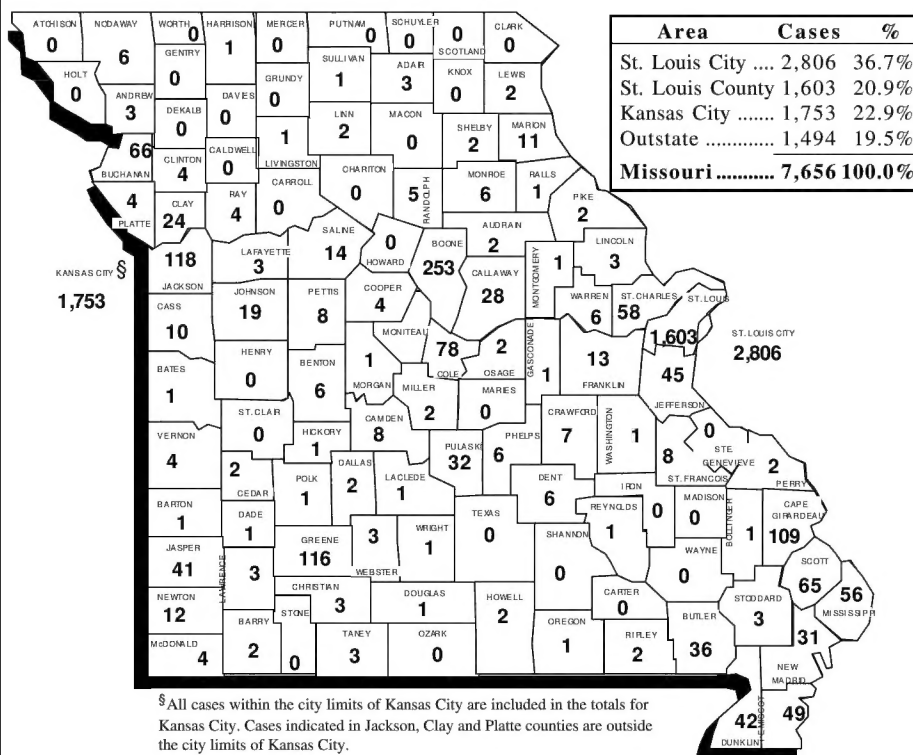 Area Cases %
St. Louis City .... 2,806 36.7%
St. Louis County 1,603 20.9%
Kansas City ....... 1,753 22.9%
Outstate ............ 1,494 19.5%
Missouri ........... 7,656 100.0%
ATCHISON
0
NODAWAY
6
WORTH
0
HARRISON
1
MERCER
0
PUTNAM
0
SCHUYLER
0
SCOTLAND
0
CLARK
0
HOLT
0
ANDREW
3
GENTRY
0
DEKALB
0
DAVIES
0
GRUNDY
0
SULLIVAN
1
ADAIR
3
KNOX
0
LEWIS
2
66
BUCHANAN
CLINTON
4
CALDWELL
0
1
LIVINGSTON
LINN
2
MACON
0
SHELBY
2
MARION
11
4
PLATTE
CLAY
24
RAY
4
CARROLL
0
CHARITON
0
5
RANDOLPH
MONROE
6
RALLS
1
PIKE
2
KANSAS CITY §
1,753
118
JACKSON
LAFAYETTE
3
SALINE
14
0
HOWARD
BOONE
253
AUDRAIN
2
CALLAWAY
28
MONTGOMERY
1
LINCOLN
3
WARREN
6
ST.CHARLES
58
ST. LOUIS
1,603
ST. LOUIS CITY
2,806
CASS
10
JOHNSON
19
PETTIS
8
COOPER
4
MONITEAU
1
MORGAN
78
COLE
2
OSAGE
GASCONADE
1
13
FRANKLIN
45
JEFFERSON
BATES
1
HENRY
0
BENTON
6
MILLER
2
MARIES
0
CRAWFORD
7
WASHINGTON
1
8
ST. FRANCOIS
0
STE
GENEVIEVE
2
PERRY
VERNON
4
ST.CLAIR
0
HICKORY
1
CAMDEN
8
PULASKI
32
PHELPS
6
DENT
6
IRON
0
MADISON
0
BOLLINGER
1
CAPE
GIRARDEAU
109
2
CEDAR
POLK
1
DALLAS
2
LACLEDE
1
TEXAS
0
REYNOLDS
1
BARTON
1
DADE
1
GREENE
116
3
WEBSTER
WRIGHT
1
SHANNON
0
WAYNE
0
SCOTT
65
56
MISSISSIPPI
JASPER
41
LAWRENCE
3
CHRISTIAN
3
DOUGLAS
1
HOWELL
2
CARTER
0
BUTLER
36
STODDARD
3
31
NEW
MADRID
NEWTON
12
BARRY
2
STONE
0
TANEY
3
OZARK
0
OREGON
1
RIPLEY
2
McDONALD
4
42
DUNKLIN
PEMISCOT
49
§All cases within the city limits of Kansas City are included in the totals for
Kansas City. Cases indicated in Jackson, Clay and Platte counties are outside
the city limits of Kansas City.